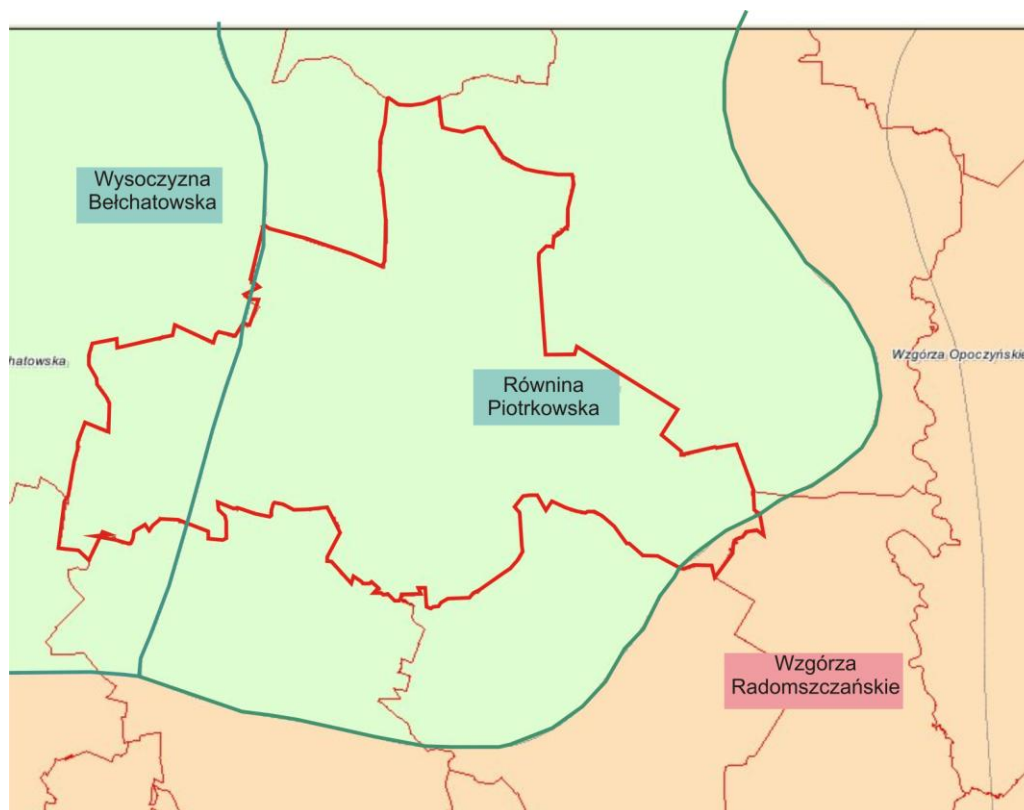 Wysoczyzna
Bełchatowska
hatowska
Wzgórza Opoczyńskie
Równina
Piotrkowska
Wzgórza
Radomszczańskie